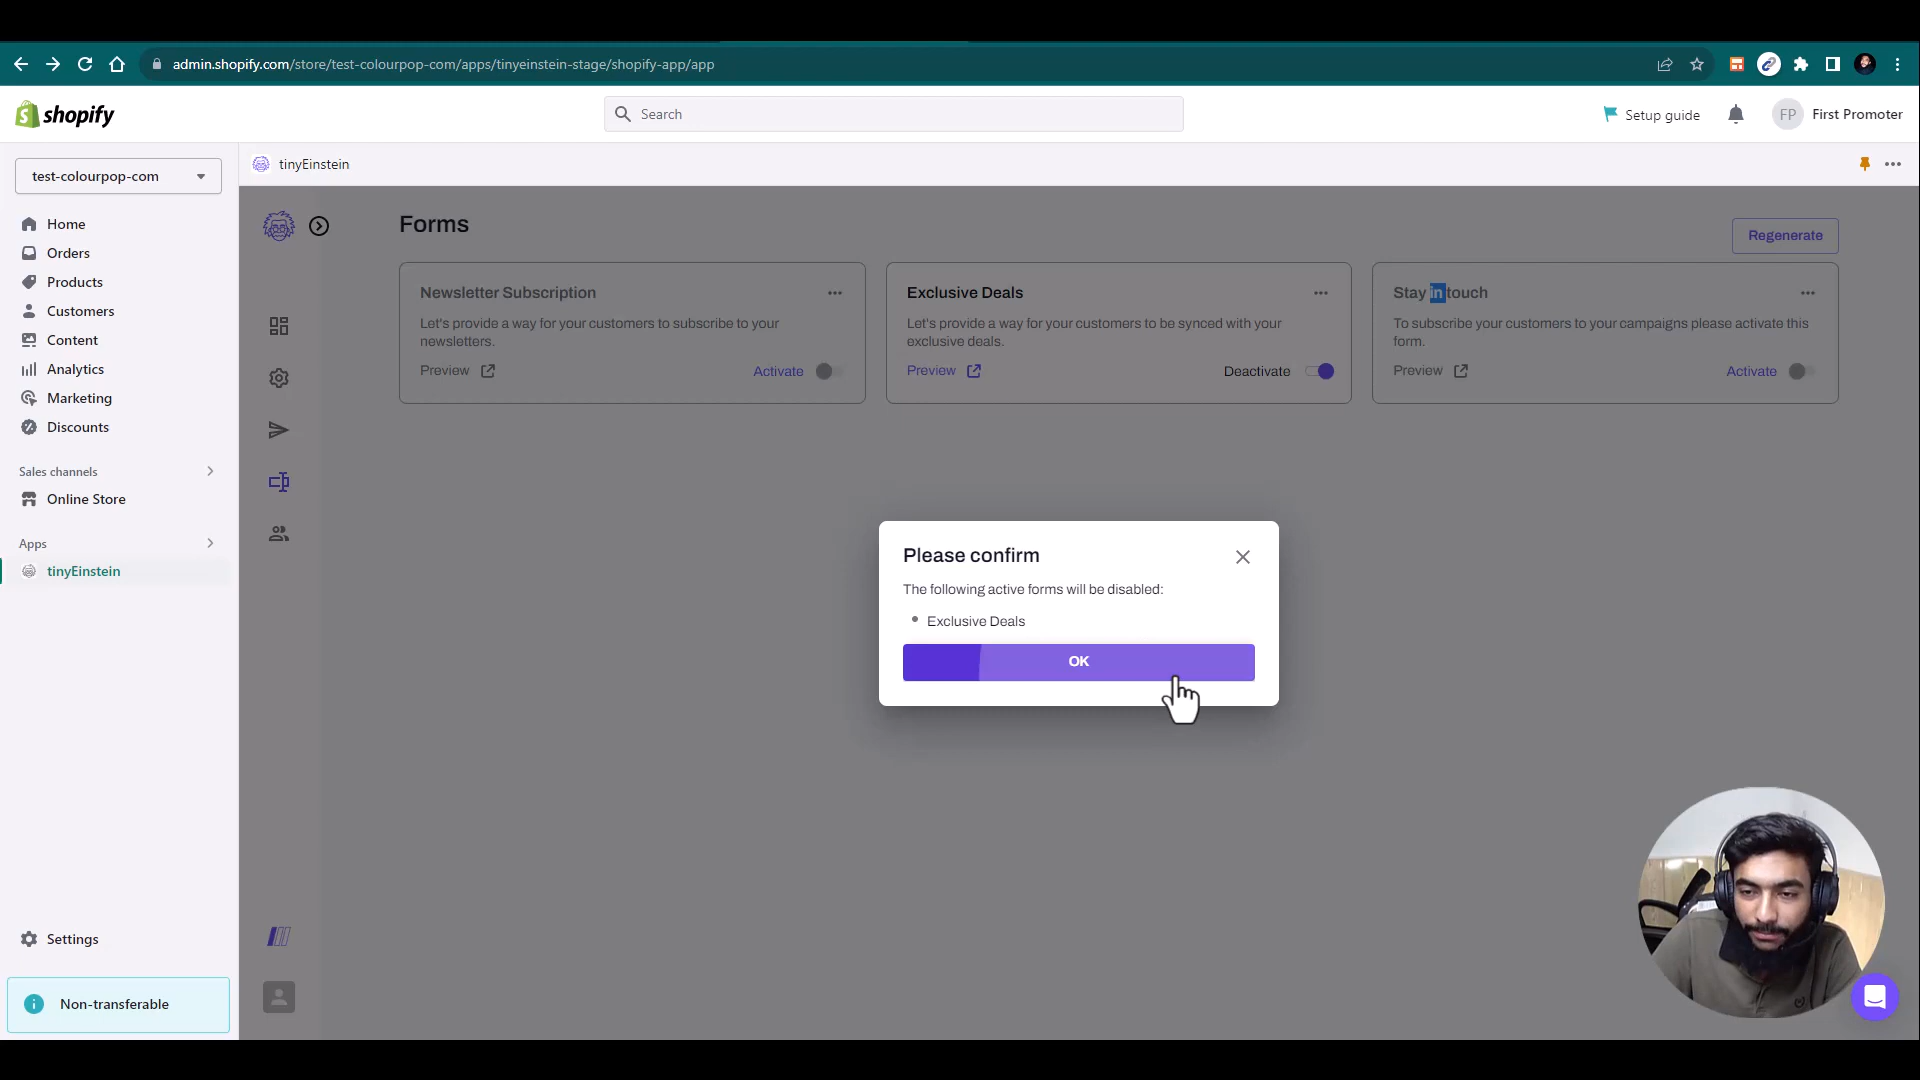 admin.shopify.com/store/test-colourpop-com/apps/tinyeinstein-stage/shopify-app/app
shopify
Search
Setup guide
FP
First Promoter
test-colourpop-com
tinyEinstein
Home
Orders
Products
Customers
Content
Analytics
Marketing
Discounts
Sales channels
Online Store
Apps
tinyEinstein
Settings
Non-transferable
Forms
Regenerate
Newsletter Subscription
Let's provide a way for your customers to subscribe to your
newsletters.
Preview
Activate
Exclusive Deals
Let's provide a way for your customers to be synced with your
exclusive deals.
Preview
Deactivate
Stay in touch
To subscribe your customers to your campaigns please activate this
form.
Preview
Activate
Please confirm
The following active forms will be disabled:
• Exclusive Deals
OK